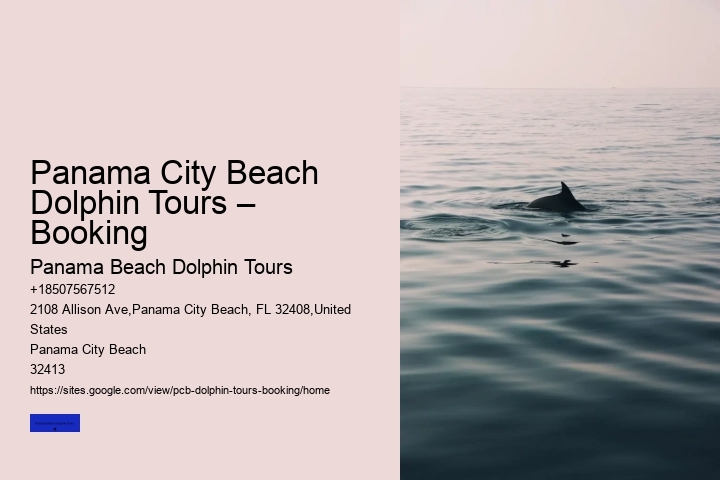 Panama City Beach
Dolphin Tours –
Booking
Panama Beach Dolphin Tours
+18507567512
2108 Allison Ave,Panama City Beach, FL 32408,United
States
Panama City Beach
32413
https://sites.google.com/view/pcb-dolphin-tours-booking/home